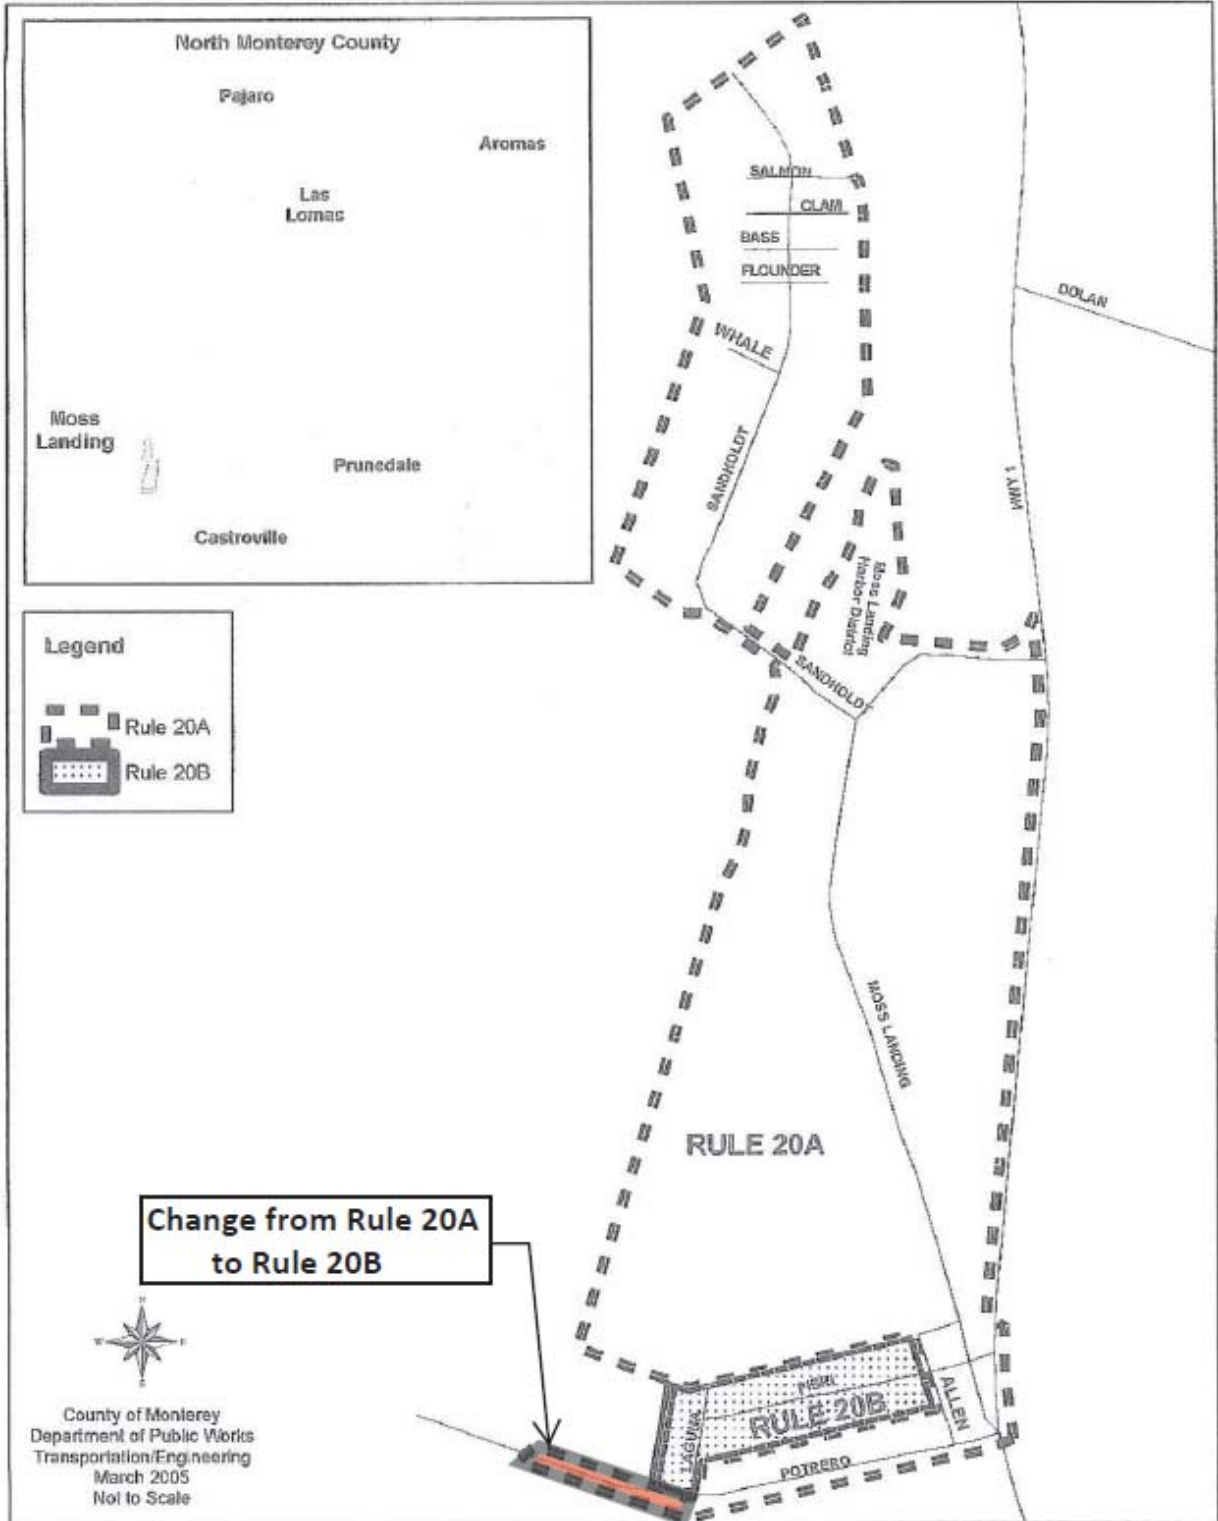 North Monterey County
Pajaro
Aromas
Las
Lomas
Moss
Landing
Prunedale
Castroville
Legend
Rule 20A
Rule 20B
SALMON
CLAM
BASS
FLOUNDER
WHALE
SANDHOLDT
DOLAN
HWY 1
Moss Landing
Harbor District
SANDHOLDT
MOSS LANDING
RULE 20A
Change from Rule 20A
to Rule 20B
N
W
E
S
County of Monterey
Department of Public Works
Transportation/Engineering
March 2005
Not to Scale
LAGUNA
RULE 20B
ALLEN
POTRERO